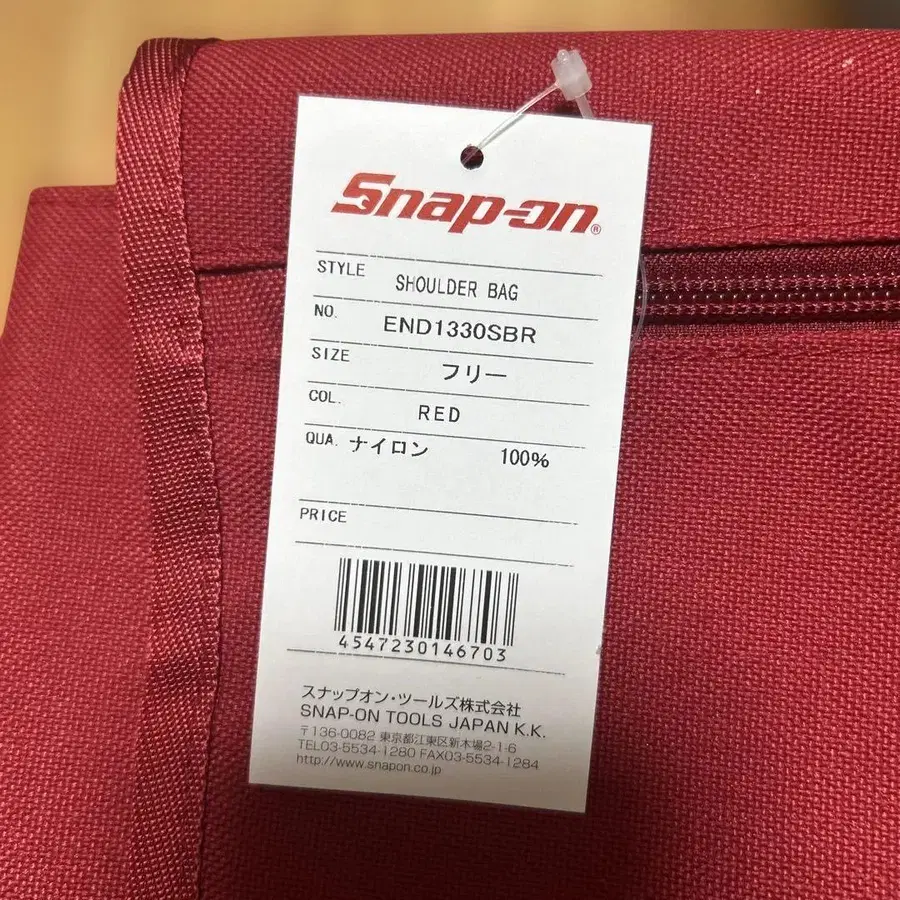 Snap-on®
STYLE SHOULDER BAG
NO. END1330SBR
SIZE フリー
COL. RED
QUA. ナイロン 100%
PRICE
4547230146703
スナップオン・ツールズ株式会社
SNAP-ON TOOLS JAPAN K.K.
〒136-0082 東京都江東区新木場2-1-6
TEL03-5534-1280 FAX03-5534-1284
http://www.snapon.co.jp